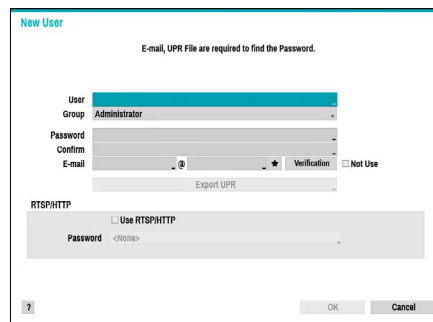 New User
E-mail, UPR File are required to find the Password.
User
Group Administrator
Password
Confirm
E-mail @ ★ Verification Not Use
Export UPR
RTSP/HTTP
Use RTSP/HTTP
Password <None>
? OK Cancel